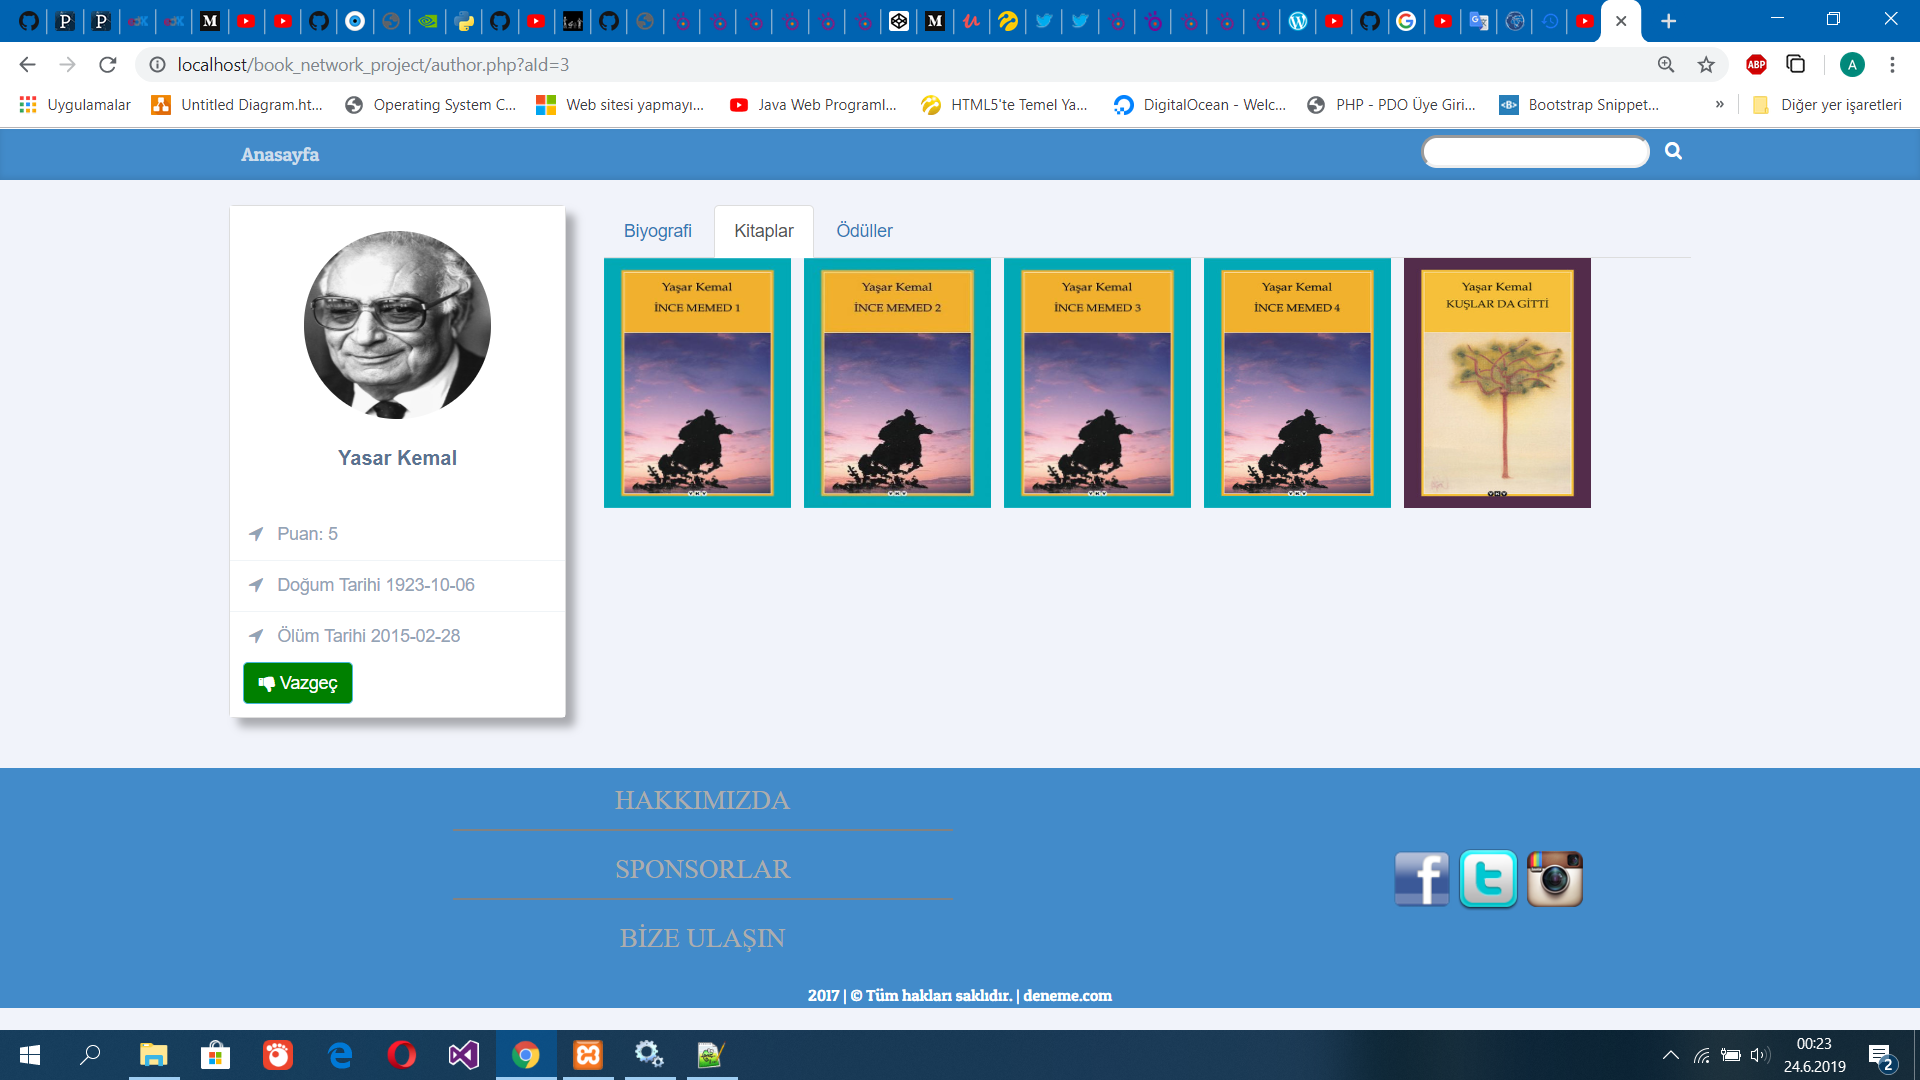 localhost/book_network_project/author.php?aId=3
ABP
A
Uygulamalar
Untitled Diagram.ht...
Operating System C...
Web sitesi yapmayı...
Java Web Programl...
HTML5'te Temel Ya...
DigitalOcean - Welc...
PHP - PDO Üye Giri...
Bootstrap Snippet...
»
Diğer yer işaretleri
Anasayfa
Biyografi
Kitaplar
Ödüller
Yaşar Kemal
İNCE MEMED 1
Yaşar Kemal
İNCE MEMED 2
Yaşar Kemal
İNCE MEMED 3
Yaşar Kemal
İNCE MEMED 4
Yaşar Kemal
KUŞLAR DA GİTTİ
Yasar Kemal
Puan: 5
Doğum Tarihi 1923-10-06
Ölüm Tarihi 2015-02-28
Vazgeç
HAKKIMIZDA
SPONSORLAR
BİZE ULAŞIN
2017 | © Tüm hakları saklıdır. | deneme.com
00:23
24.6.2019
2